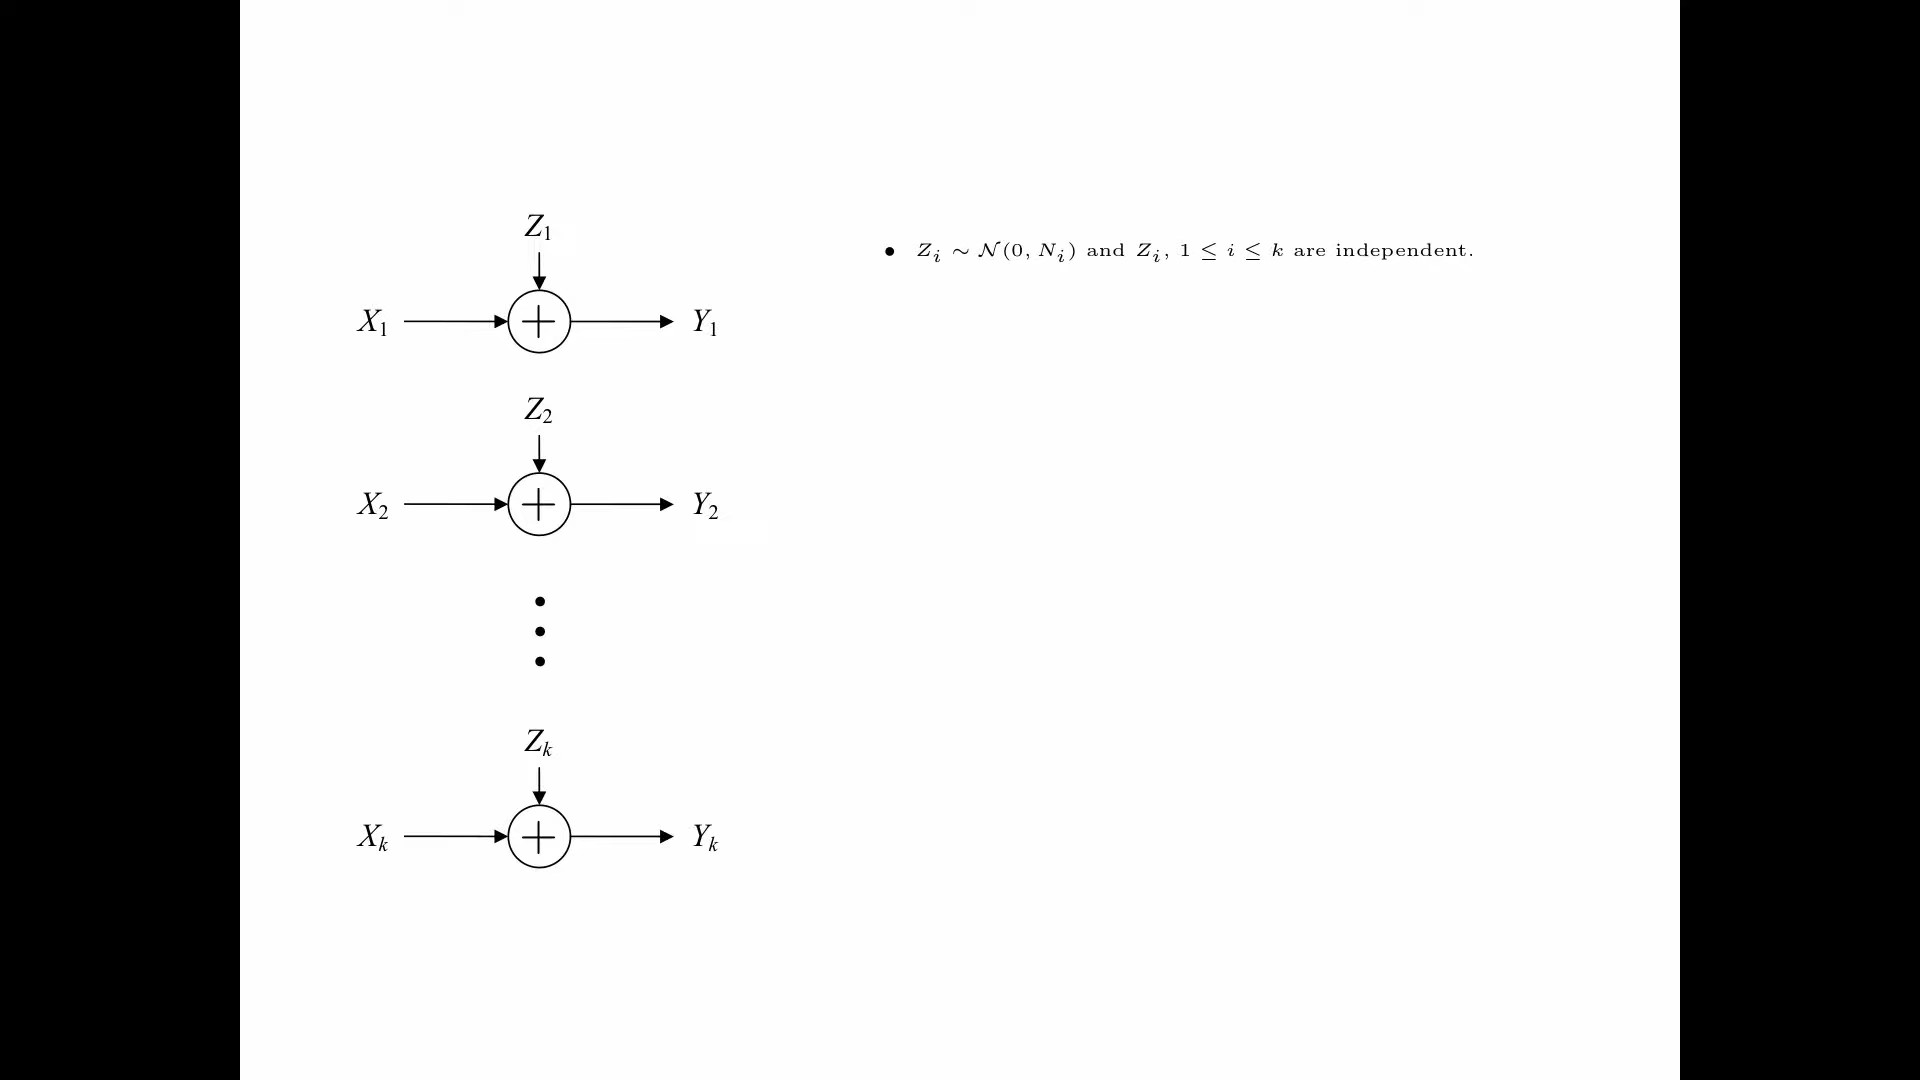 Z₁
• Zᵢ ∼ 𝒩(0, Nᵢ) and Zᵢ, 1 ≤ i ≤ k are independent.
X₁ + Y₁
Z₂
X₂ + Y₂
Zₖ
Xₖ + Yₖ